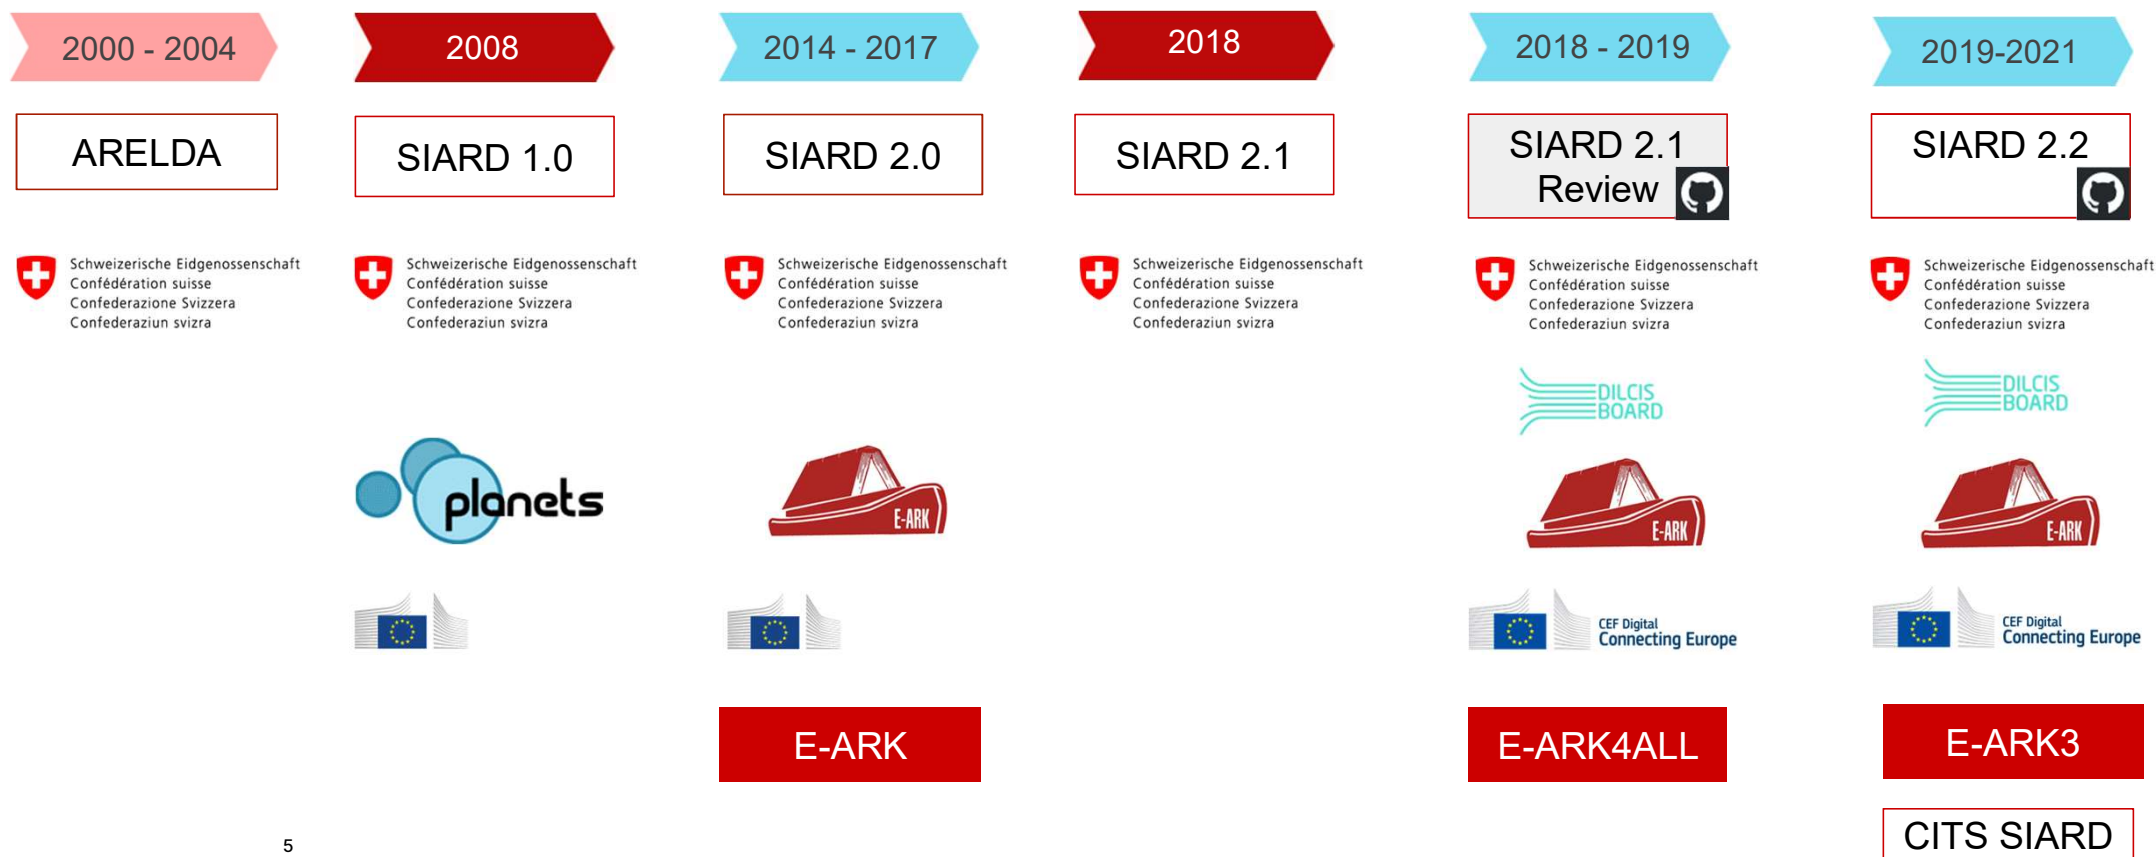 2000 - 2004
2008
2014 - 2017
2018
2018 - 2019
2019-2021
ARELDA
SIARD 1.0
SIARD 2.0
SIARD 2.1
SIARD 2.1
Review
SIARD 2.2
Schweizerische Eidgenossenschaft
Confédération suisse
Confederazione Svizzera
Confederaziun svizra
Schweizerische Eidgenossenschaft
Confédération suisse
Confederazione Svizzera
Confederaziun svizra
Schweizerische Eidgenossenschaft
Confédération suisse
Confederazione Svizzera
Confederaziun svizra
Schweizerische Eidgenossenschaft
Confédération suisse
Confederazione Svizzera
Confederaziun svizra
Schweizerische Eidgenossenschaft
Confédération suisse
Confederazione Svizzera
Confederaziun svizra
Schweizerische Eidgenossenschaft
Confédération suisse
Confederazione Svizzera
Confederaziun svizra
DILCIS
BOARD
DILCIS
BOARD
planets
E-ARK
E-ARK
E-ARK
CEF Digital
Connecting Europe
CEF Digital
Connecting Europe
E-ARK
E-ARK4ALL
E-ARK3
CITS SIARD
5